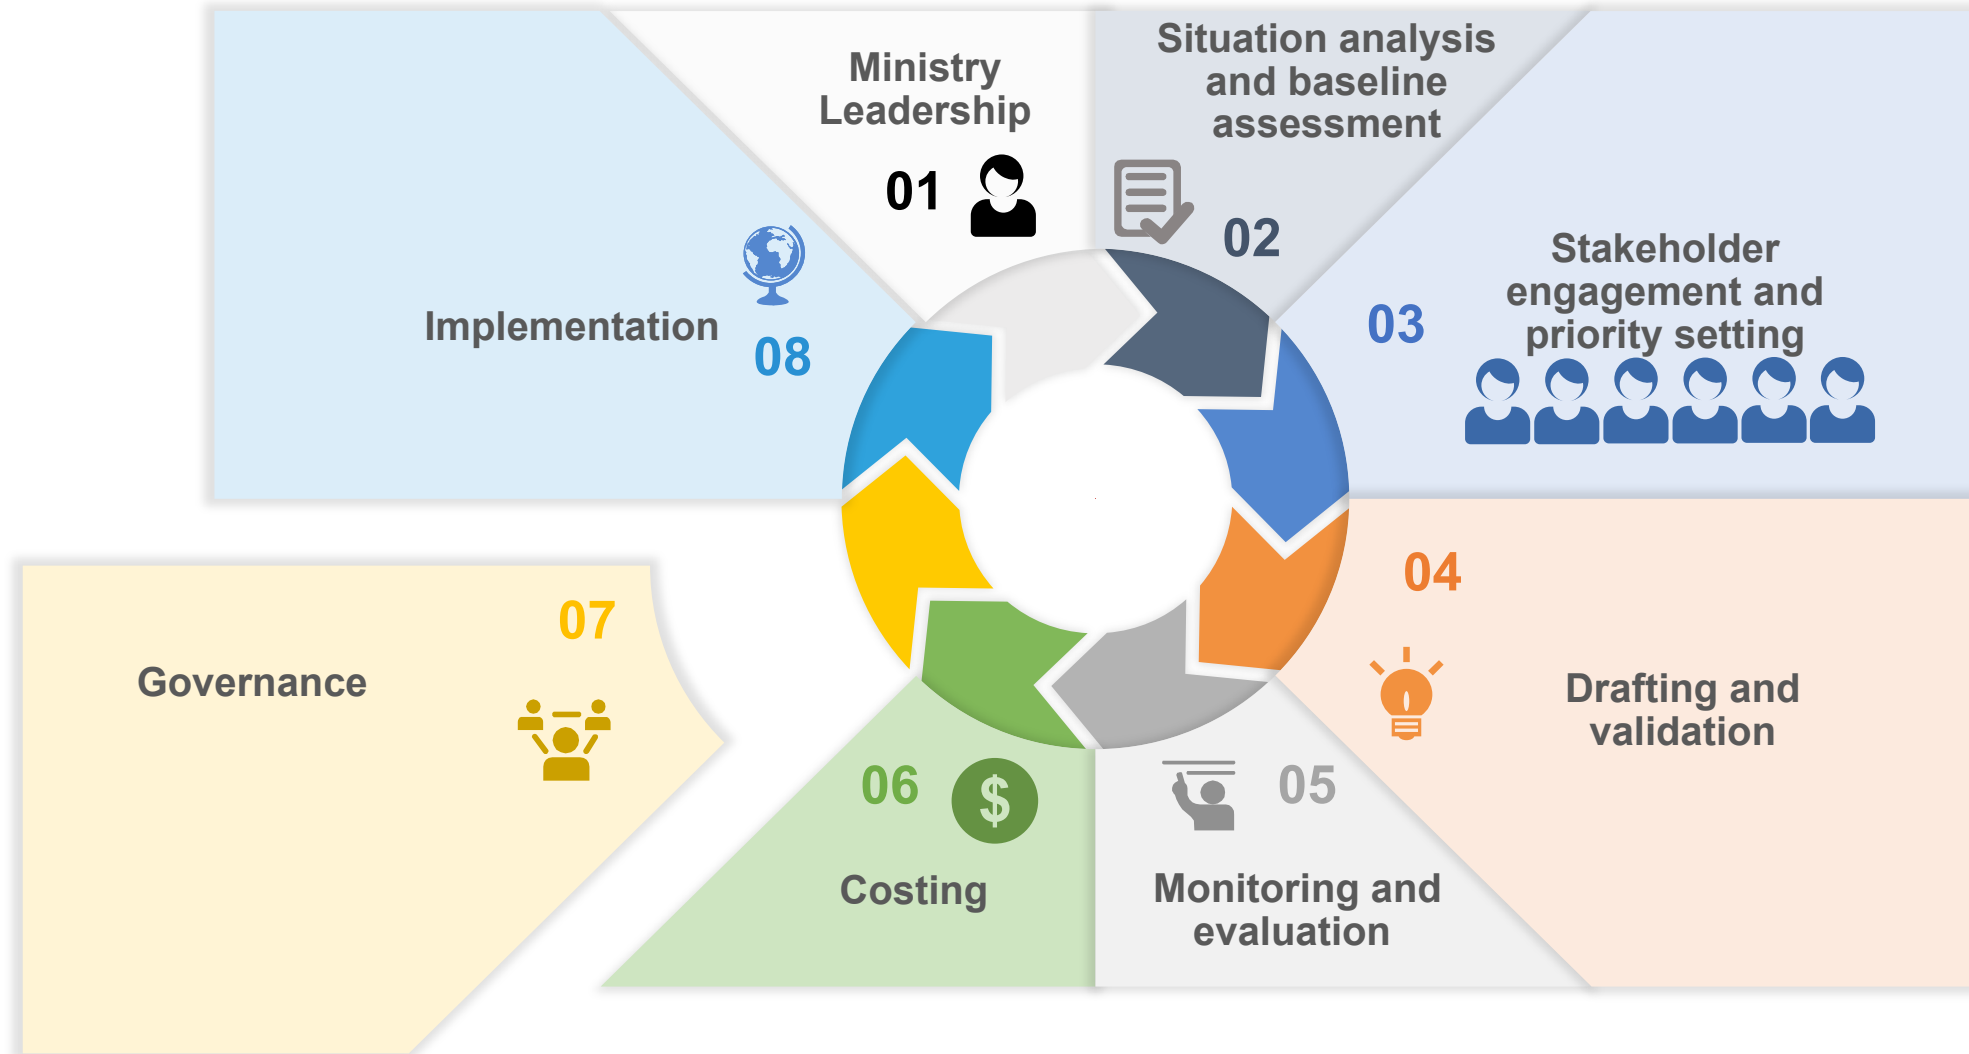 Ministry
Leadership
01
Situation analysis
and baseline
assessment
02
Stakeholder
engagement and
priority setting
03
04
Drafting and
validation
05
Monitoring and
evaluation
06
$
Costing
07
Governance
Implementation
08